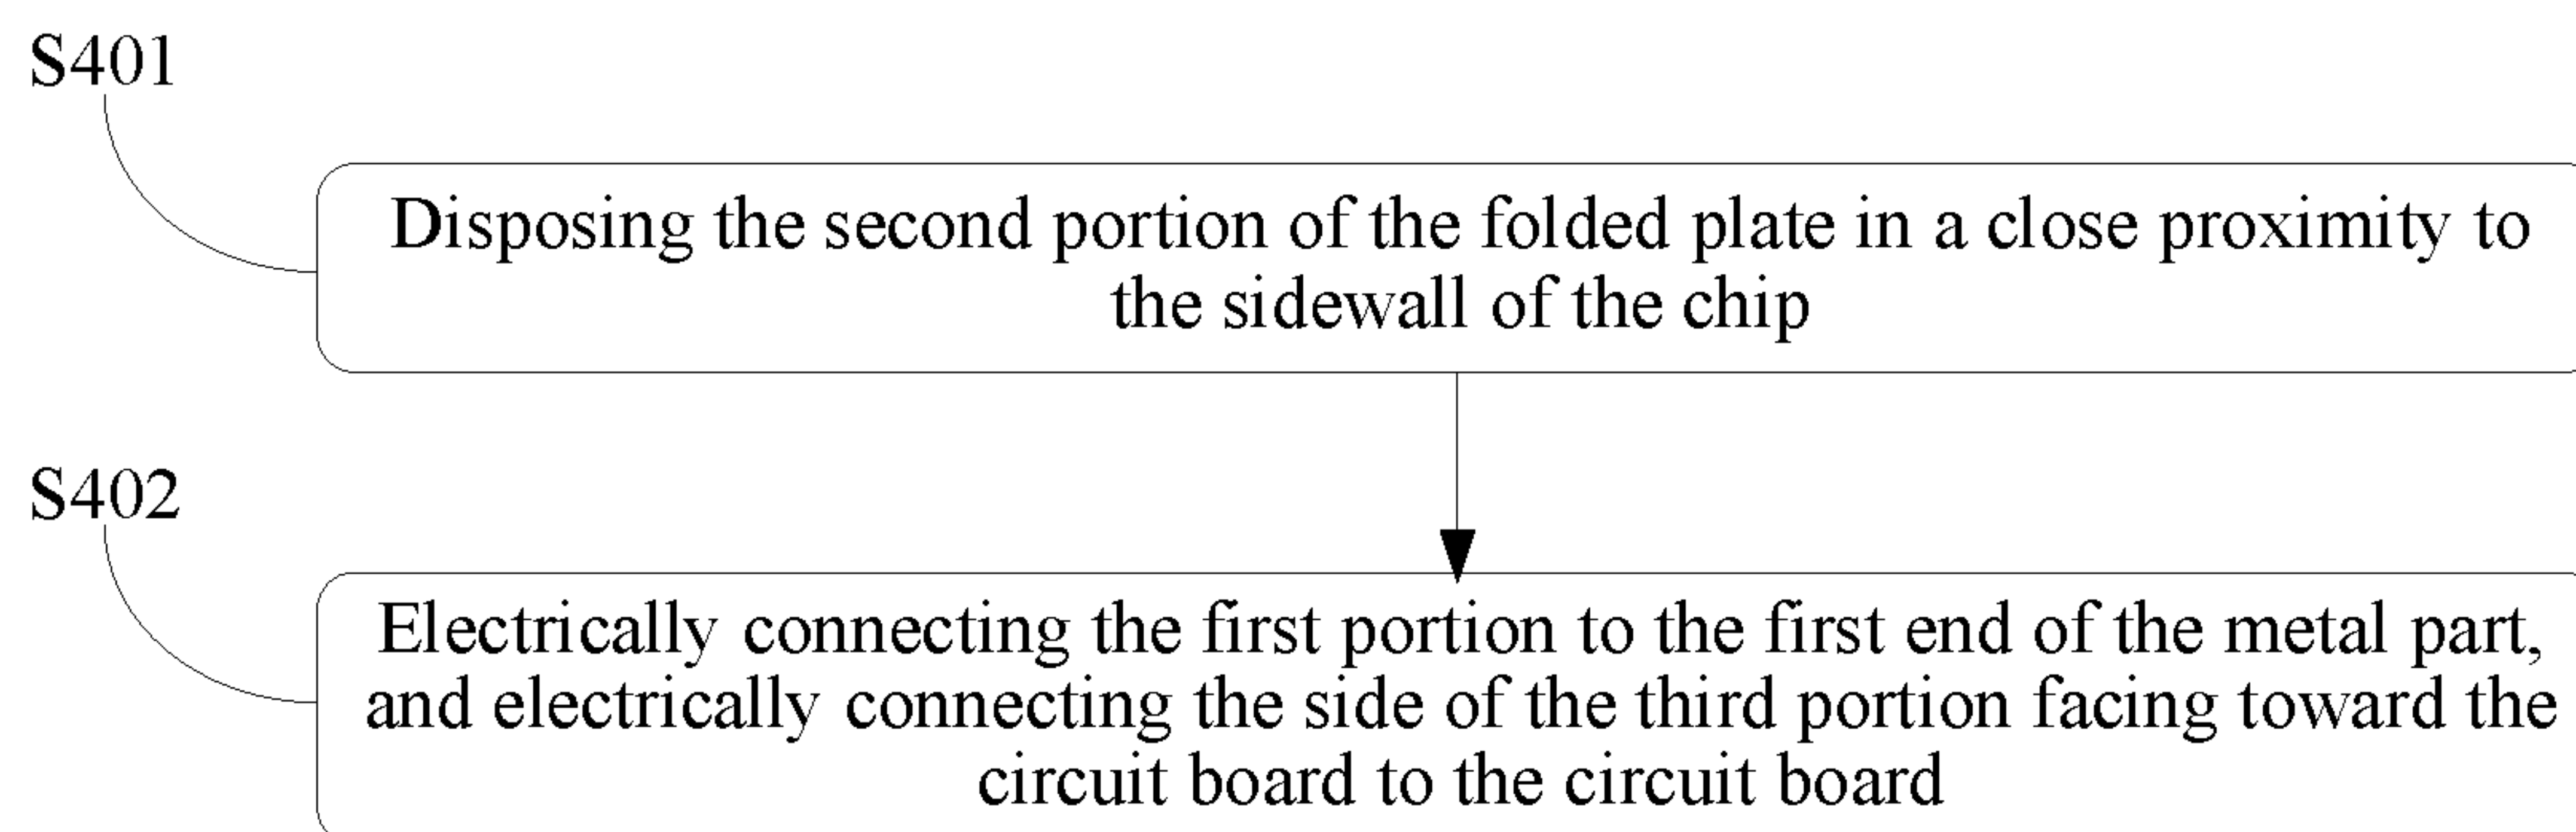 S401
Disposing the second portion of the folded plate in a close proximity to
the sidewall of the chip
S402
Electrically connecting the first portion to the first end of the metal part,
and electrically connecting the side of the third portion facing toward the
circuit board to the circuit board